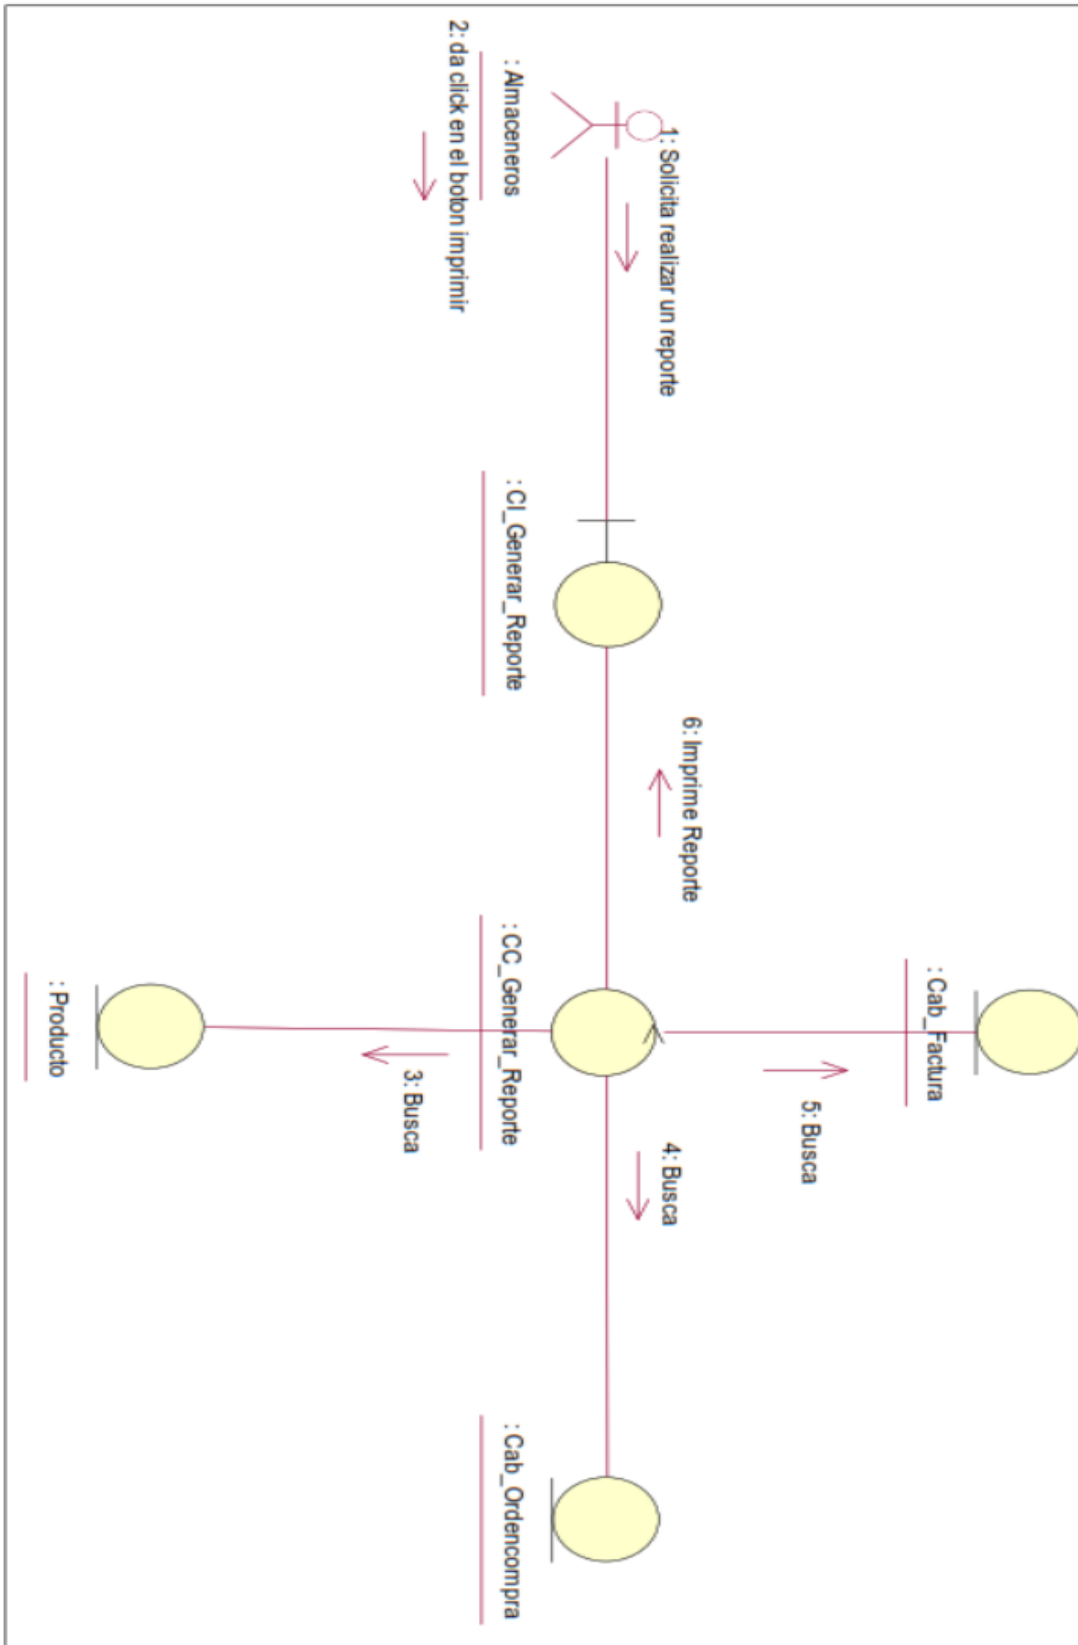 : Cab_Factura
5: Busca
1: Solicita realizar un reporte
6: Imprime Reporte
4: Busca
: Almaceneros
: CI_Generar_Reporte
: CC_Generar_Reporte
: Cab_Ordencompra
2: da click en el boton imprimir
3: Busca
: Producto